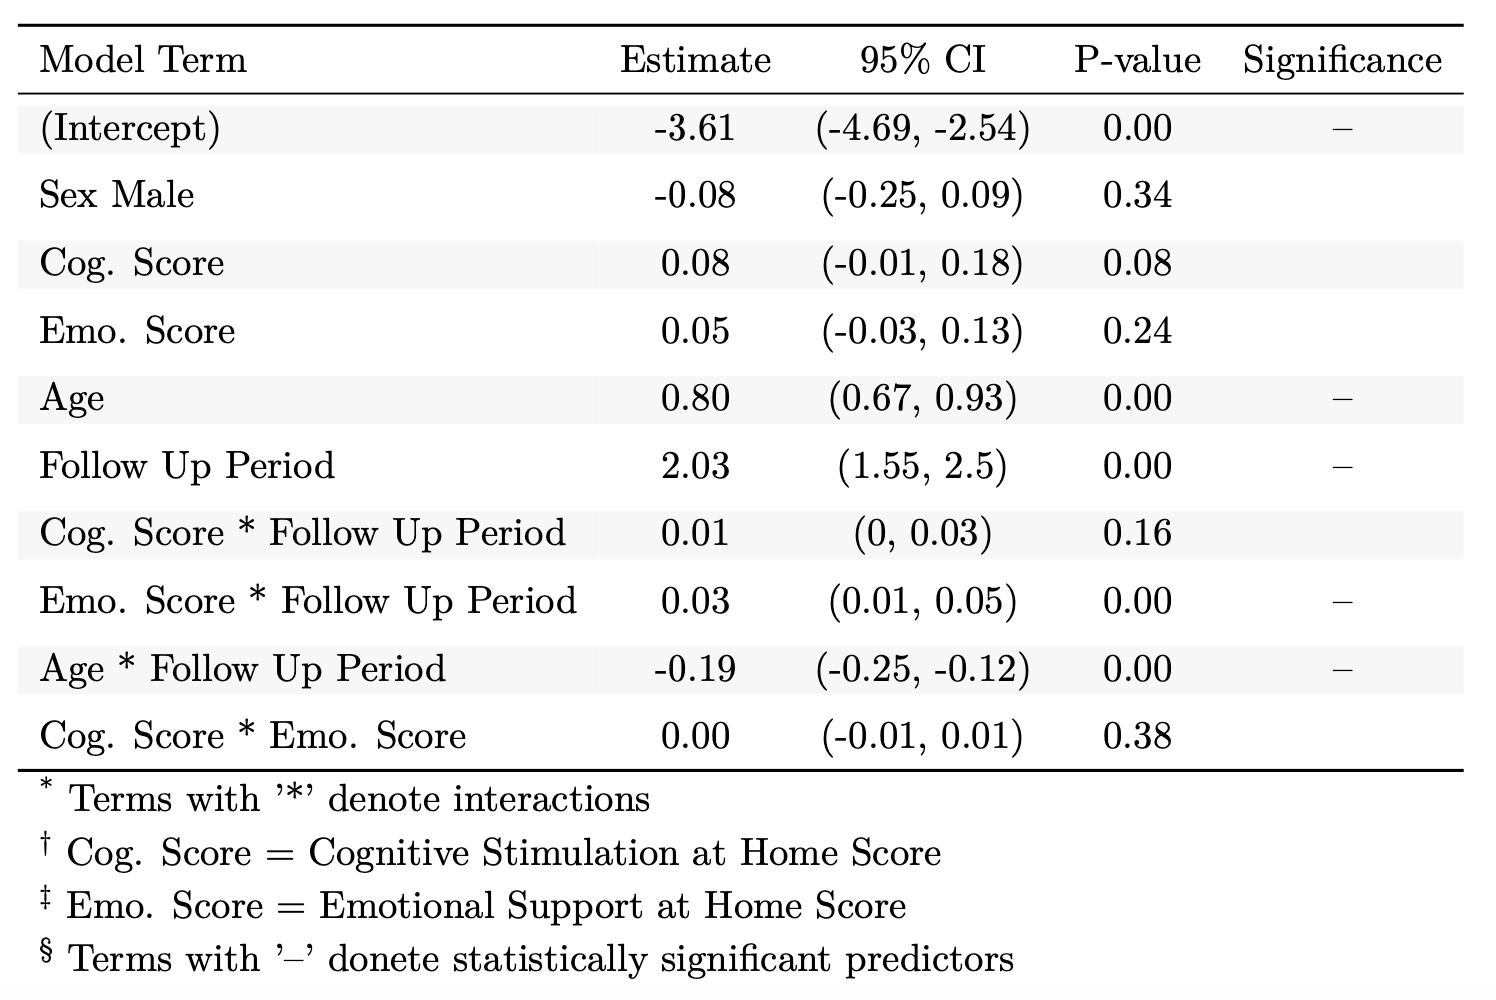 Model Term Estimate 95% CI P-value Significance
(Intercept) -3.61 (-4.69, -2.54) 0.00 –
Sex Male -0.08 (-0.25, 0.09) 0.34
Cog. Score 0.08 (-0.01, 0.18) 0.08
Emo. Score 0.05 (-0.03, 0.13) 0.24
Age 0.80 (0.67, 0.93) 0.00 –
Follow Up Period 2.03 (1.55, 2.5) 0.00 –
Cog. Score * Follow Up Period 0.01 (0, 0.03) 0.16
Emo. Score * Follow Up Period 0.03 (0.01, 0.05) 0.00 –
Age * Follow Up Period -0.19 (-0.25, -0.12) 0.00 –
Cog. Score * Emo. Score 0.00 (-0.01, 0.01) 0.38
* Terms with ’*’ denote interactions
† Cog. Score = Cognitive Stimulation at Home Score
‡ Emo. Score = Emotional Support at Home Score
§ Terms with ’–’ donete statistically significant predictors